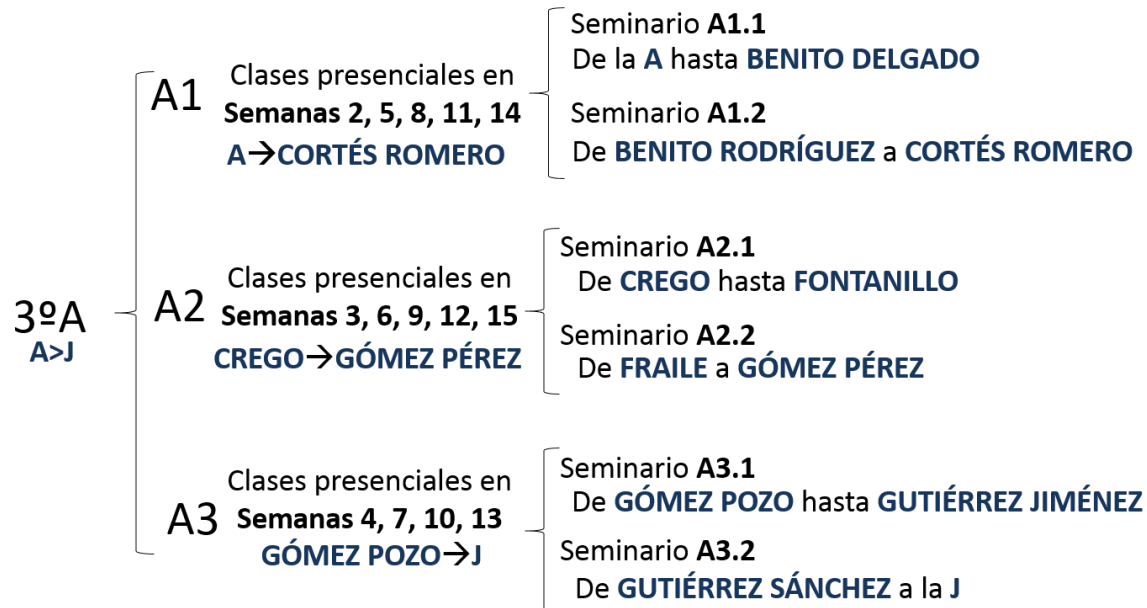 3ºA
A>J
A1
Clases presenciales en
Semanas 2, 5, 8, 11, 14
A→CORTÉS ROMERO
Seminario A1.1
De la A hasta BENITO DELGADO
Seminario A1.2
De BENITO RODRÍGUEZ a CORTÉS ROMERO
A2
Clases presenciales en
Semanas 3, 6, 9, 12, 15
CREGO→GÓMEZ PÉREZ
Seminario A2.1
De CREGO hasta FONTANILLO
Seminario A2.2
De FRAILE a GÓMEZ PÉREZ
A3
Clases presenciales en
Semanas 4, 7, 10, 13
GÓMEZ POZO→J
Seminario A3.1
De GÓMEZ POZO hasta GUTIÉRREZ JIMÉNEZ
Seminario A3.2
De GUTIÉRREZ SÁNCHEZ a la J